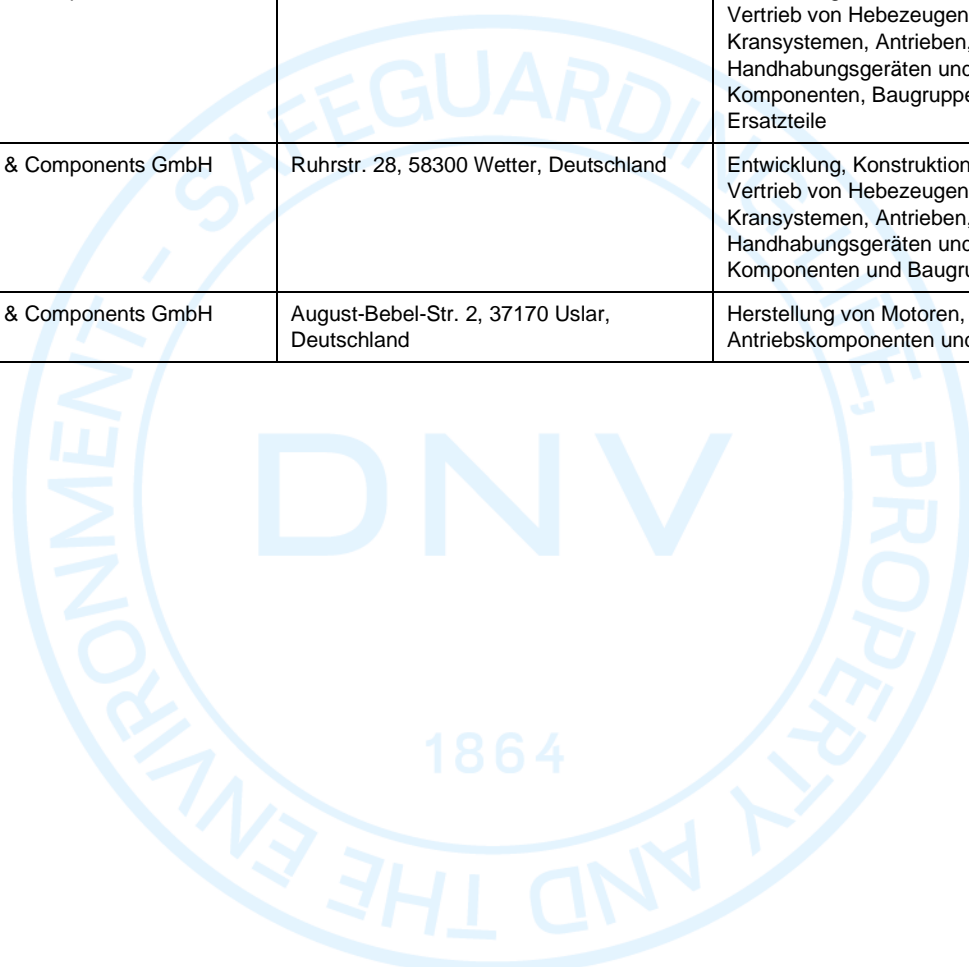 Vertrieb von Hebezeugen
Kransystemen, Antrieben,
Handhabungsgeräten und
Komponenten, Baugruppe
Ersatzteile
& Components GmbH
Ruhrstr. 28, 58300 Wetter, Deutschland
Entwicklung, Konstruktion
Vertrieb von Hebezeugen
Kransystemen, Antrieben,
Handhabungsgeräten und
Komponenten und Baugru
& Components GmbH
August-Bebel-Str. 2, 37170 Uslar,
Deutschland
Herstellung von Motoren,
Antriebskomponenten und
SAFEGUARDING LIFE, PROPERTY AND THE ENVIRONMENT -
DNV
1864